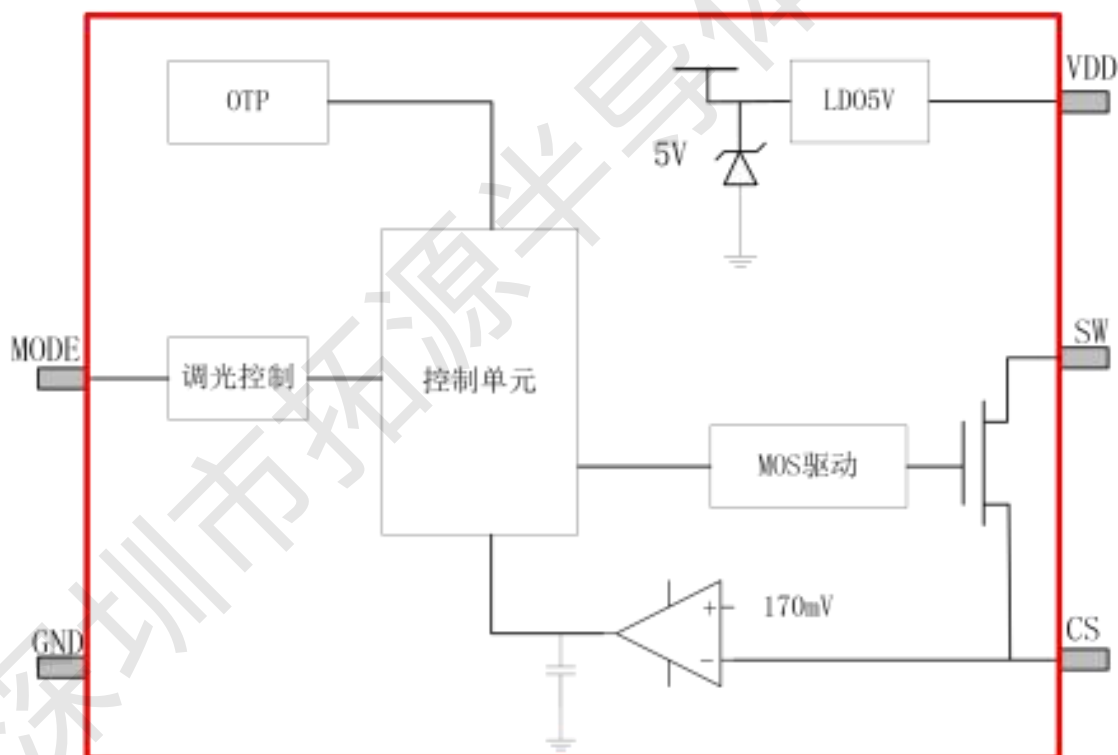 VDD
OTP
LDO5V
5V
SW
MODE
调光控制
控制单元
MOS驱动
+
170mV
GND
CS
-
深圳市拓源半导体